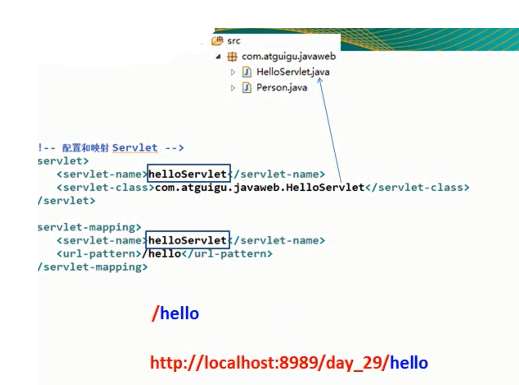 src
com.atguigu.javaweb
HelloServlet.java
Person.java
!-- 配置和映射 Servlet -->
servlet>
<servlet-name>helloServlet</servlet-name>
<servlet-class>com.atguigu.javaweb.HelloServlet</servlet-class>
/servlet>
servlet-mapping>
<servlet-name>helloServlet</servlet-name>
<url-pattern>/hello</url-pattern>
/servlet-mapping>
/hello
http://localhost:8989/day_29/hello